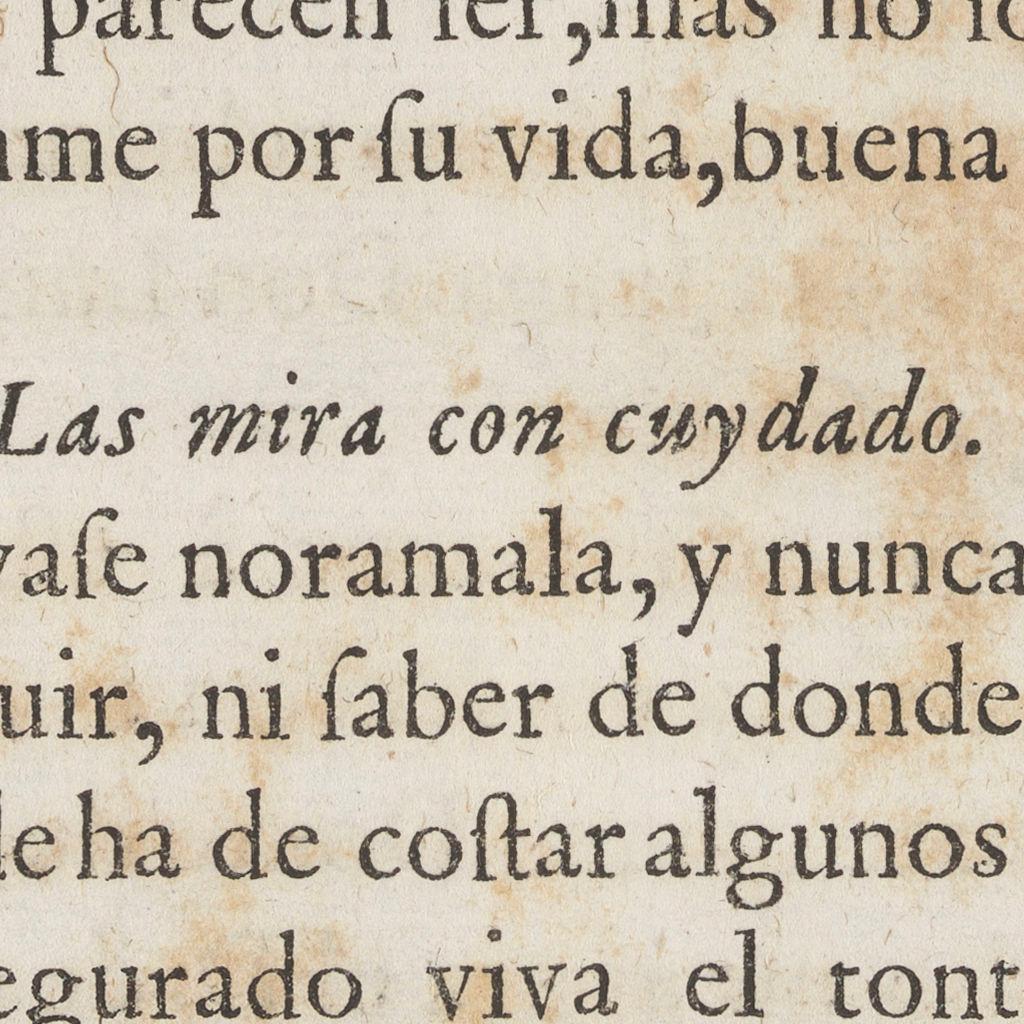 parecen ſer,mas no ſo
ame por ſu vida,buena
Las mira con cuydado.
vaſe noramala, y nunca
uir, ni ſaber de donde
le ha de coſtar algunos
egurado viva el tont